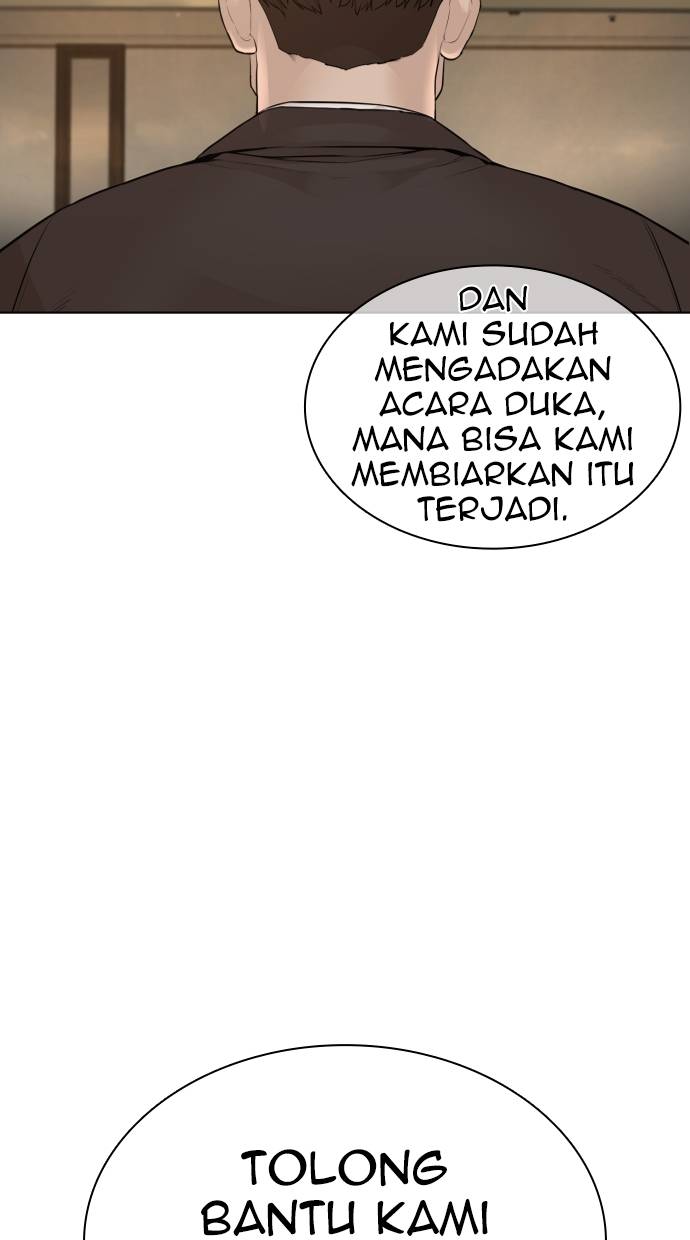 DAN
KAMI SUDAH
MENGADAKAN
ACARA DUKA,
MANA BISA KAMI
MEMBIARKAN ITU
TERJADI.
TOLONG
BANTU KAMI